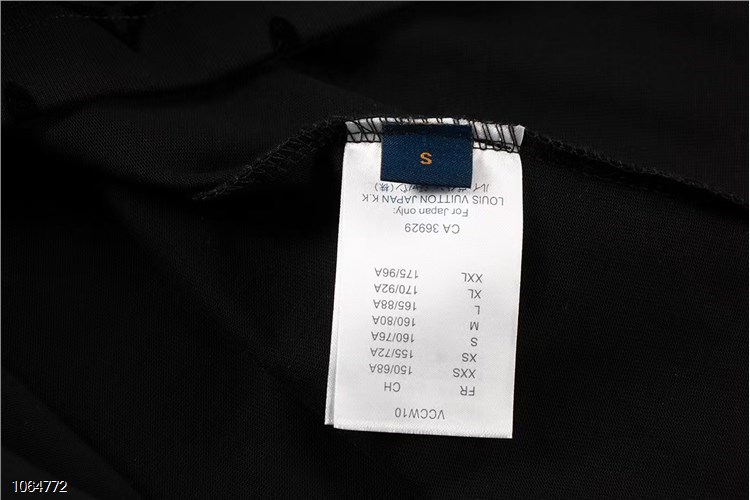 VCCW10
FR CH
XXS 150/68A
XS 155/72A
S 160/76A
M 160/80A
L 165/88A
XL 170/92A
XXL 175/96A
CA 36929
For Japan only:
LOUIS VUITTON JAPAN K.K
S
1064772